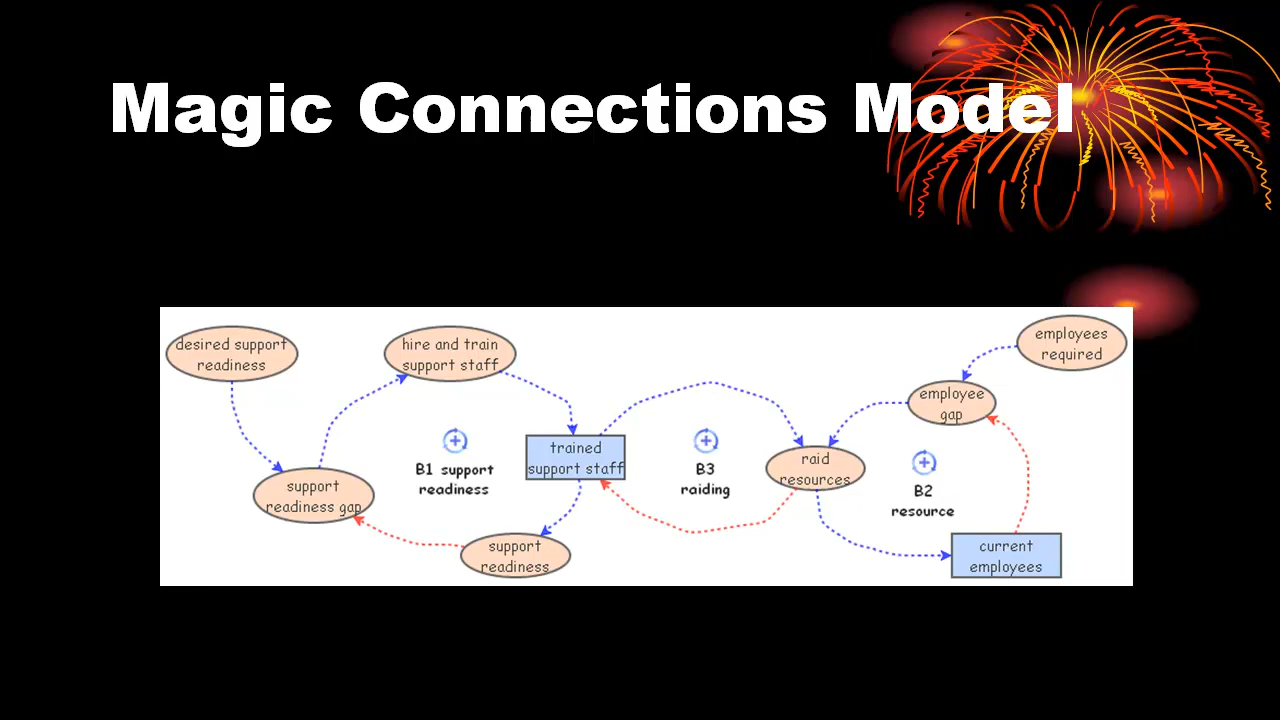 Magic Connections Model
desired support
readiness
hire and train
support staff
employees
required
employee
gap
trained
support staff
B1 support
readiness
B3
raiding
raid
resources
B2
resource
support
readiness gap
support
readiness
current
employees